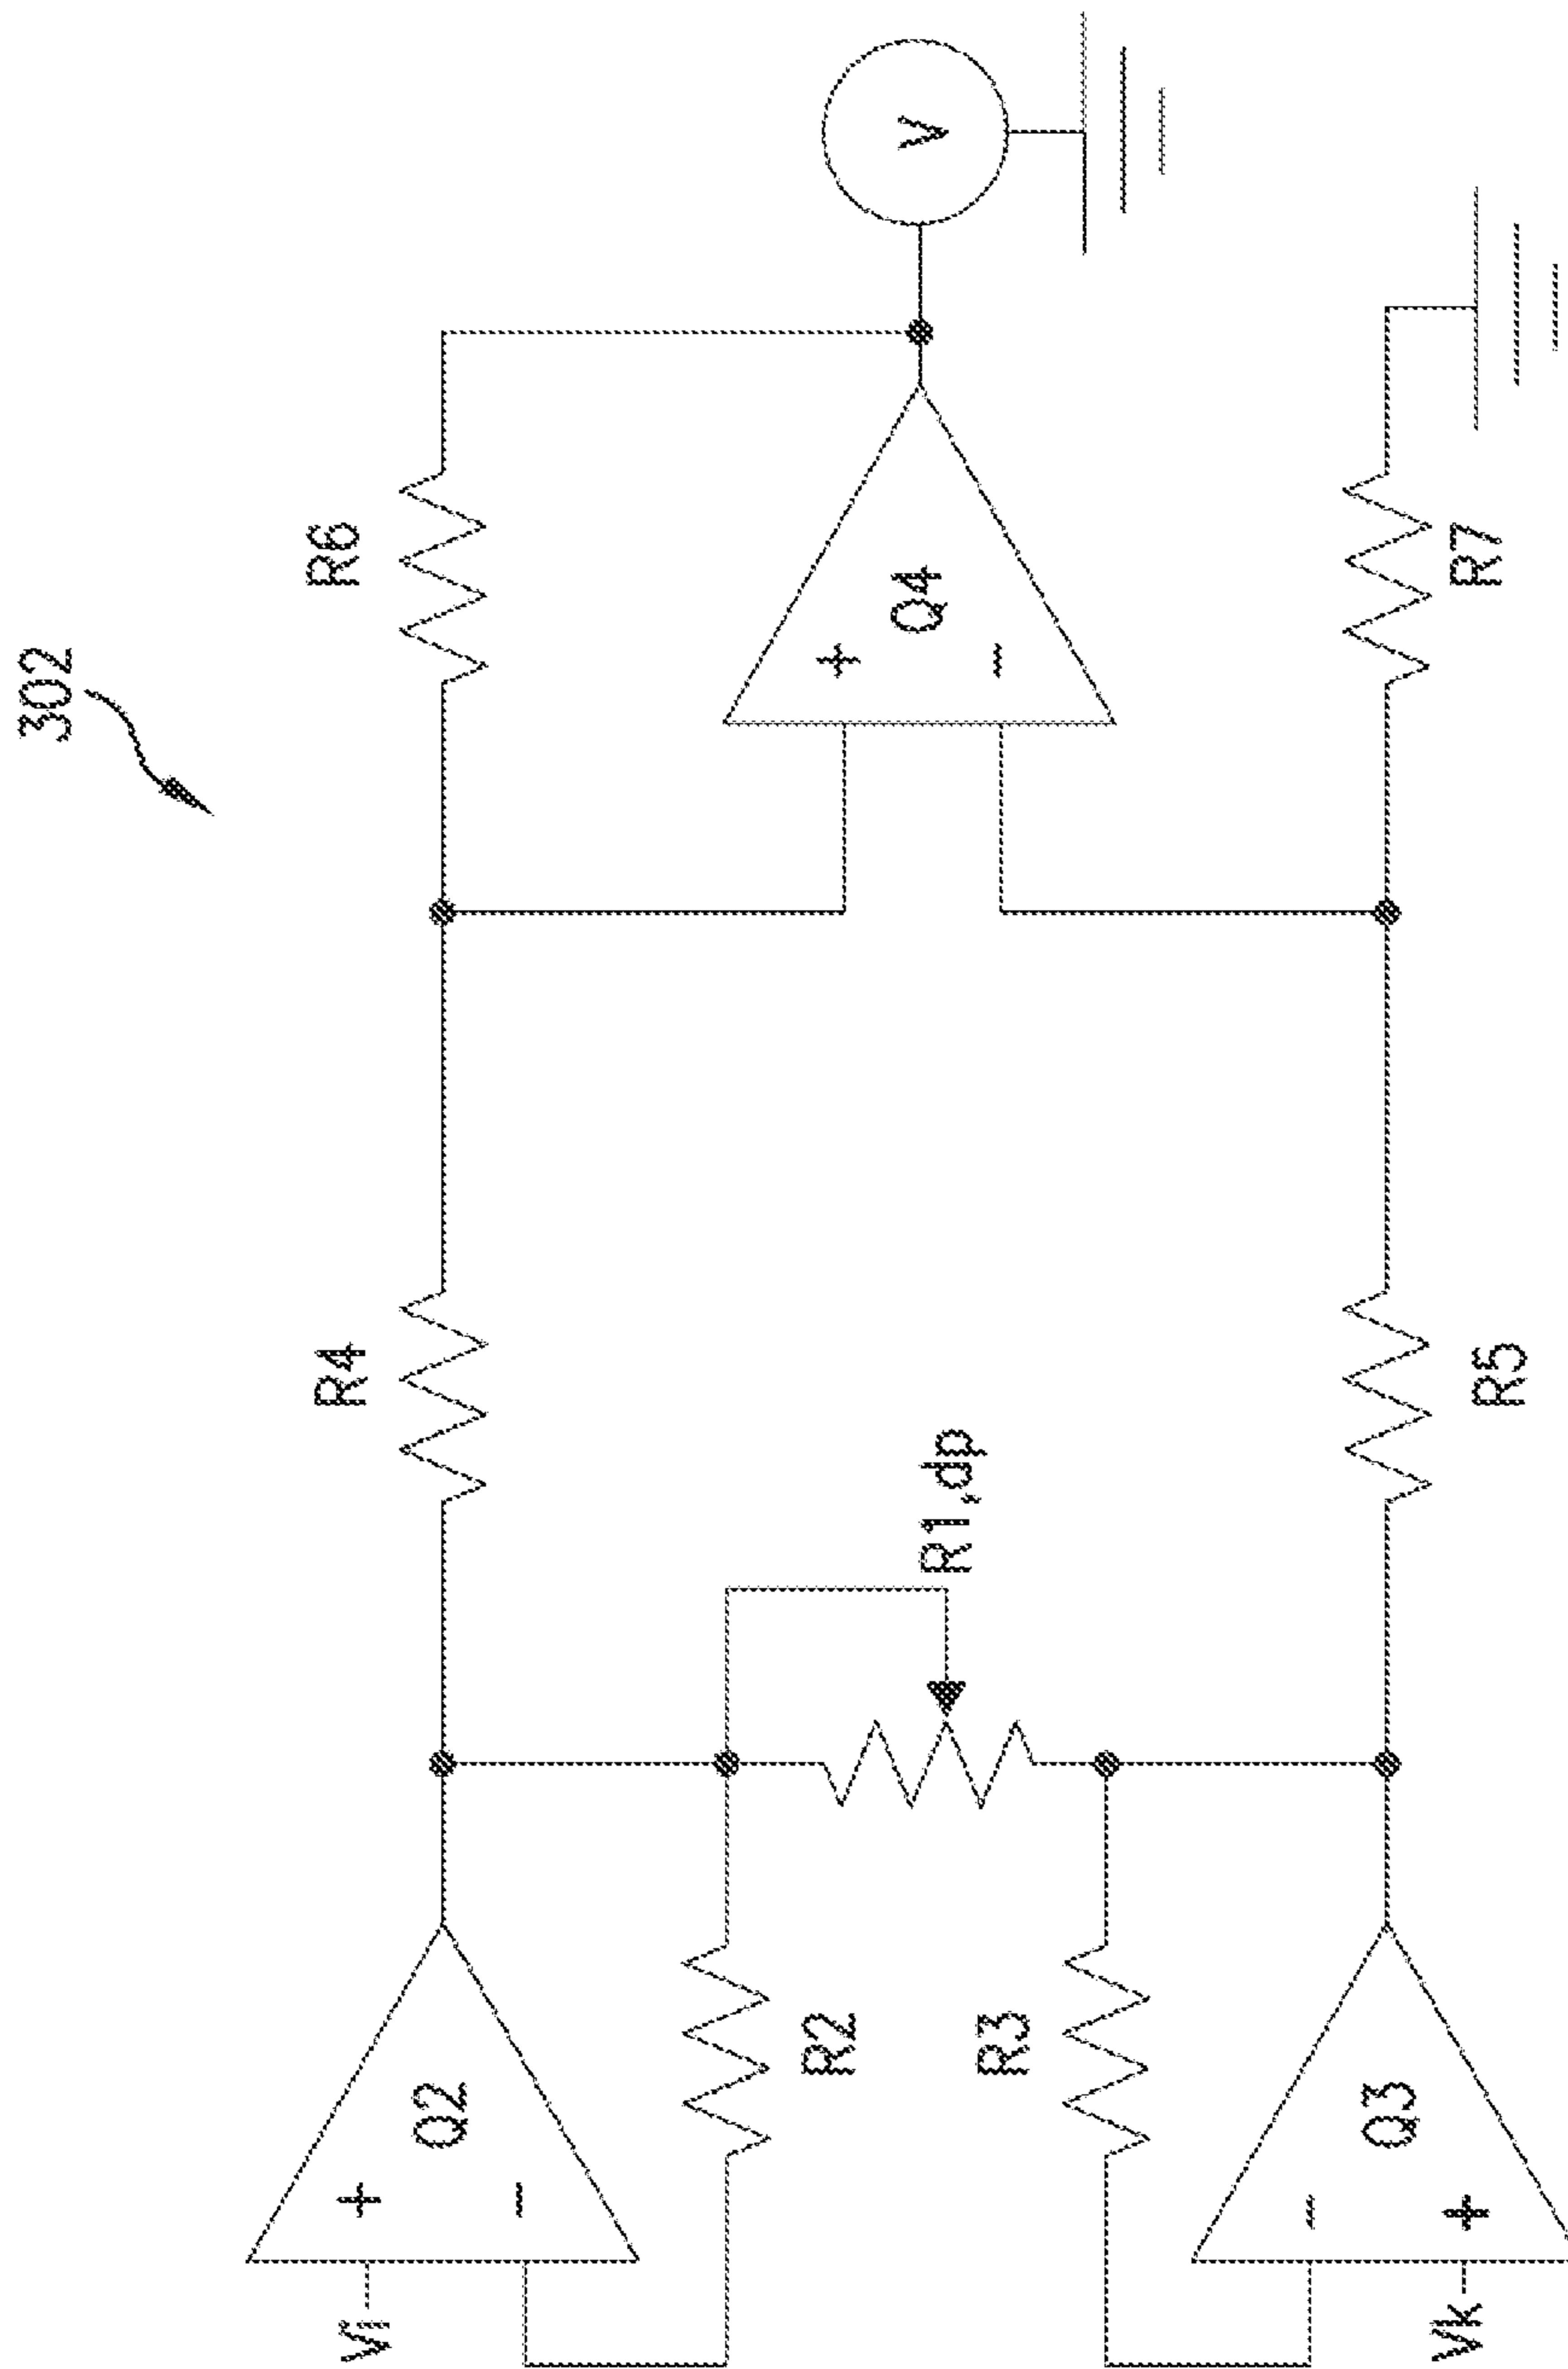 302
Vi
+
-
Q2
R4
R6
R2
R1,dp
+
-
Q4
V
R3
-
+
Q3
Vk
R5
R7